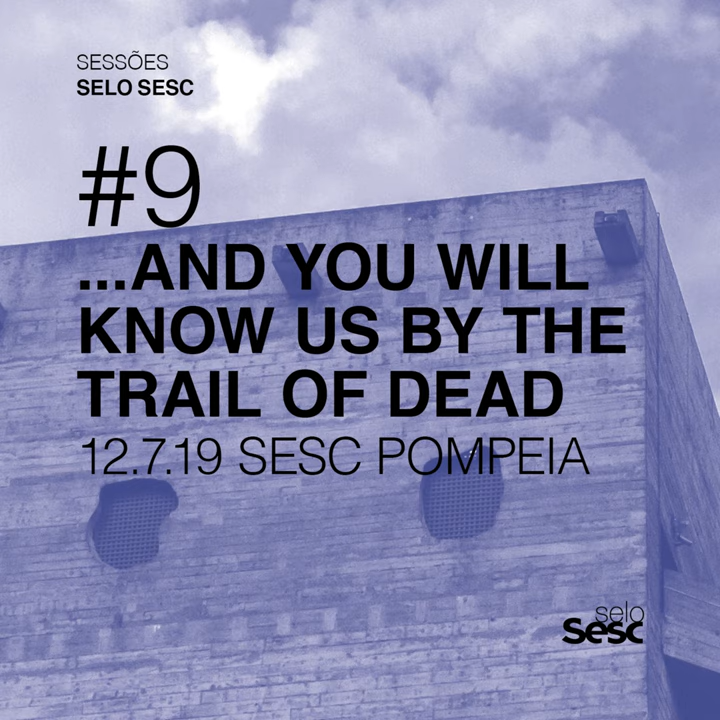 SESSÕES
SELO SESC
#9
...AND YOU WILL
KNOW US BY THE
TRAIL OF DEAD
12.7.19 SESC POMPEIA
selo
Sesc